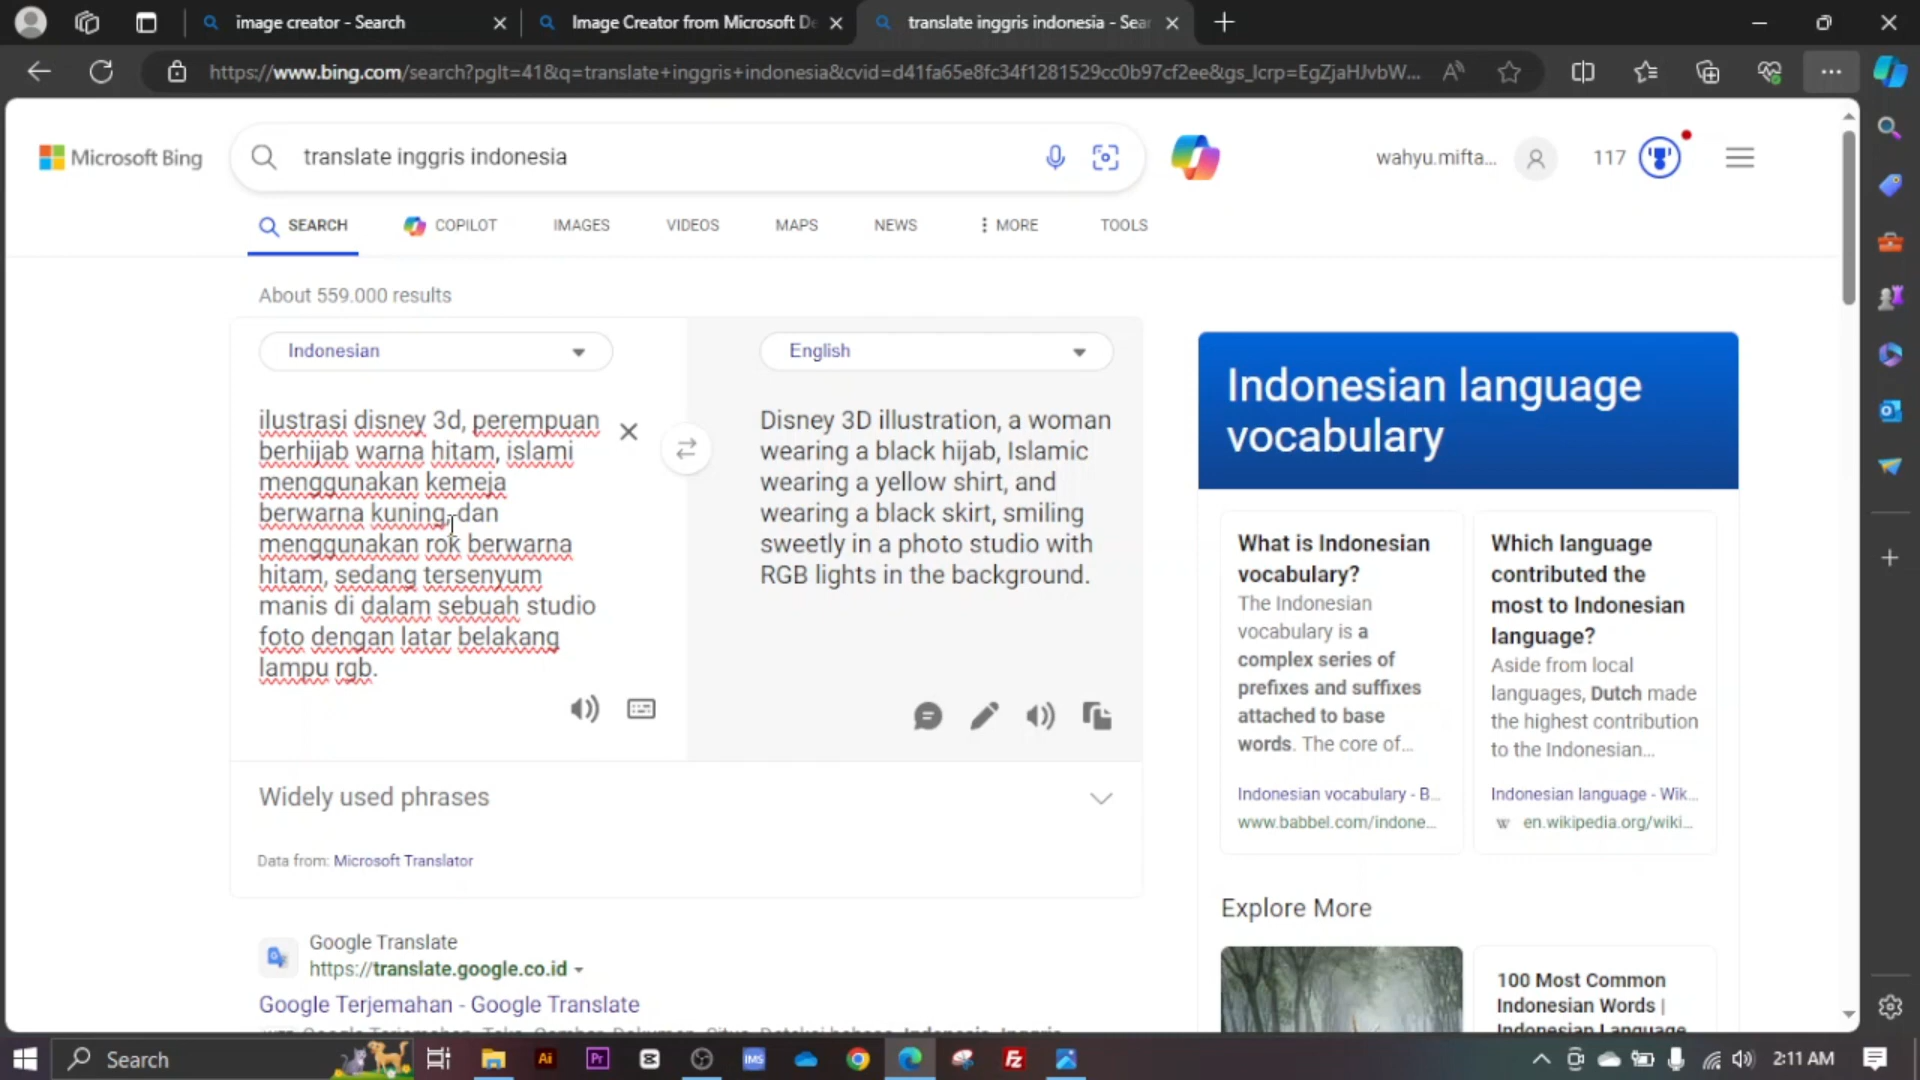 image creator - Search
Image Creator from Microsoft De
translate inggris indonesia - Sear
https://www.bing.com/search?pglt=41&q=translate+inggris+indonesia&cvid=d41fa65e8fc34f1281529cc0b97cf2ee&gs_lcrp=EgZjaHJvbW...
Microsoft Bing
translate inggris indonesia
wahyu.mifta...
117
SEARCH
COPILOT
IMAGES
VIDEOS
MAPS
NEWS
MORE
TOOLS
About 559.000 results
Indonesian
English
ilustrasi disney 3d, perempuan
berhijab warna hitam, islami
menggunakan kemeja
berwarna kuning, dan
menggunakan rok berwarna
hitam, sedang tersenyum
manis di dalam sebuah studio
foto dengan latar belakang
lampu rgb.
Disney 3D illustration, a woman
wearing a black hijab, Islamic
wearing a yellow shirt, and
wearing a black skirt, smiling
sweetly in a photo studio with
RGB lights in the background.
Widely used phrases
Data from: Microsoft Translator
Google Translate
https://translate.google.co.id
Google Terjemahan - Google Translate
Indonesian language
vocabulary
What is Indonesian
vocabulary?
The Indonesian
vocabulary is a
complex series of
prefixes and suffixes
attached to base
words. The core of...
Indonesian vocabulary - B...
www.babbel.com/indone...
Which language
contributed the
most to Indonesian
language?
Aside from local
languages, Dutch made
the highest contribution
to the Indonesian...
Indonesian language - Wik...
W en.wikipedia.org/wiki...
Explore More
100 Most Common
Indonesian Words |
Indonesian Language
Search
Ai
Pr
IMS
Fz
2:11 AM